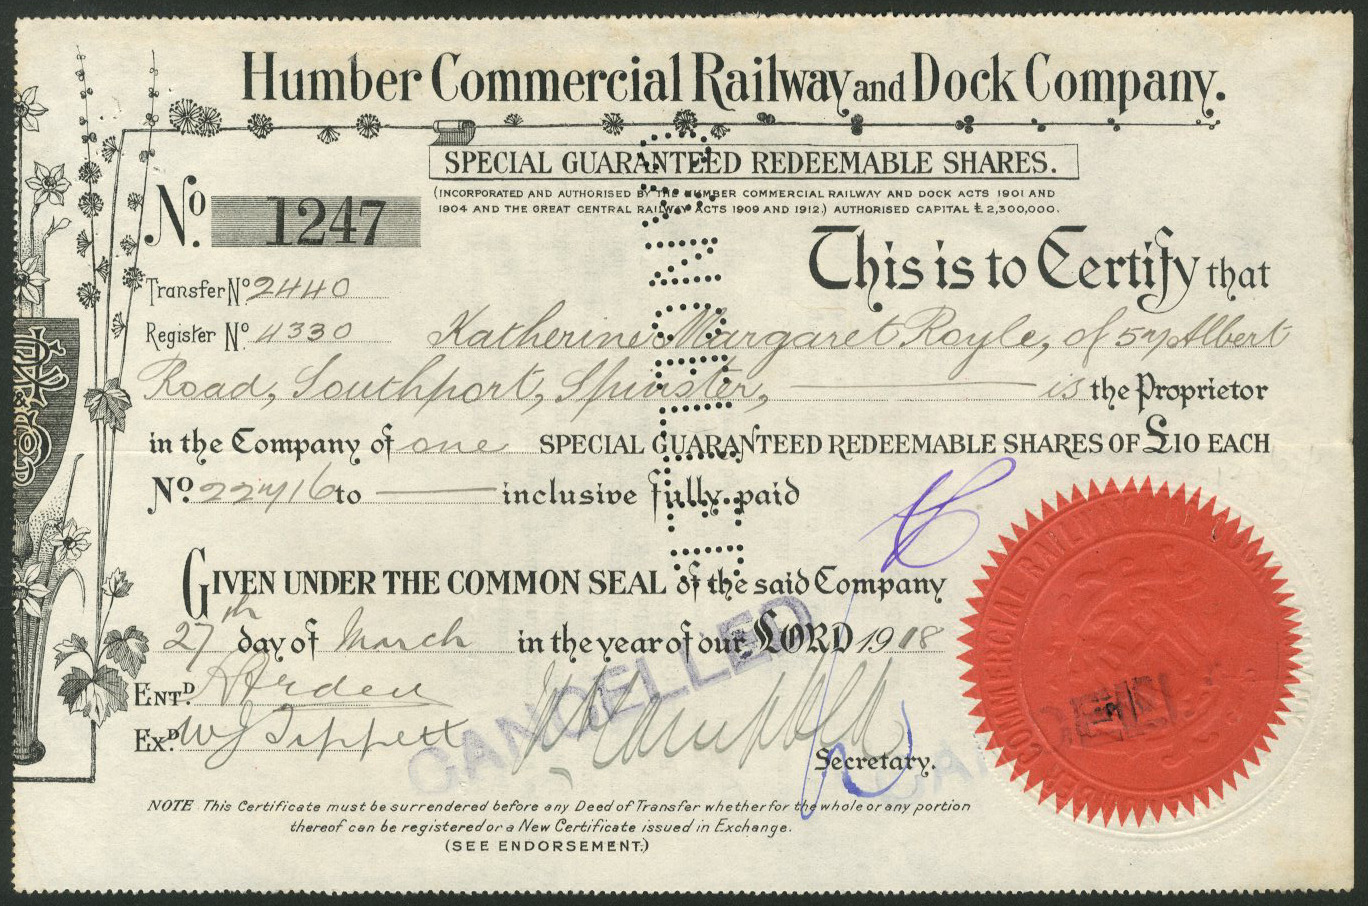 Humber Commercial Railway and Dock Company.
SPECIAL GUARANTEED REDEEMABLE SHARES.
(INCORPORATED AND AUTHORISED BY THE HUMBER COMMERCIAL RAILWAY AND DOCK ACTS 1901 AND
1904 AND THE GREAT CENTRAL RAILWAY ACTS 1909 AND 1912.) AUTHORISED CAPITAL £ 2,300,000.
No. 1247
This is to Certify that
Transfer No 2440
Register No. 4330 Katherine Margaret Royle, of 57 Albert
Road, Southport, Spinster, is the Proprietor
in the Company of one SPECIAL GUARANTEED REDEEMABLE SHARES OF £10 EACH
No. 22716 to inclusive fully paid
GIVEN UNDER THE COMMON SEAL of the said Company
27th day of March in the year of our LORD 1918
CANCELLED
ENTD. Arden
EXD. W J Tippett Campbell
Secretary.
NOTE This Certificate must be surrendered before any Deed of Transfer whether for the whole or any portion
thereof can be registered or a New Certificate issued in Exchange.
(SEE ENDORSEMENT.)
CANCELLED